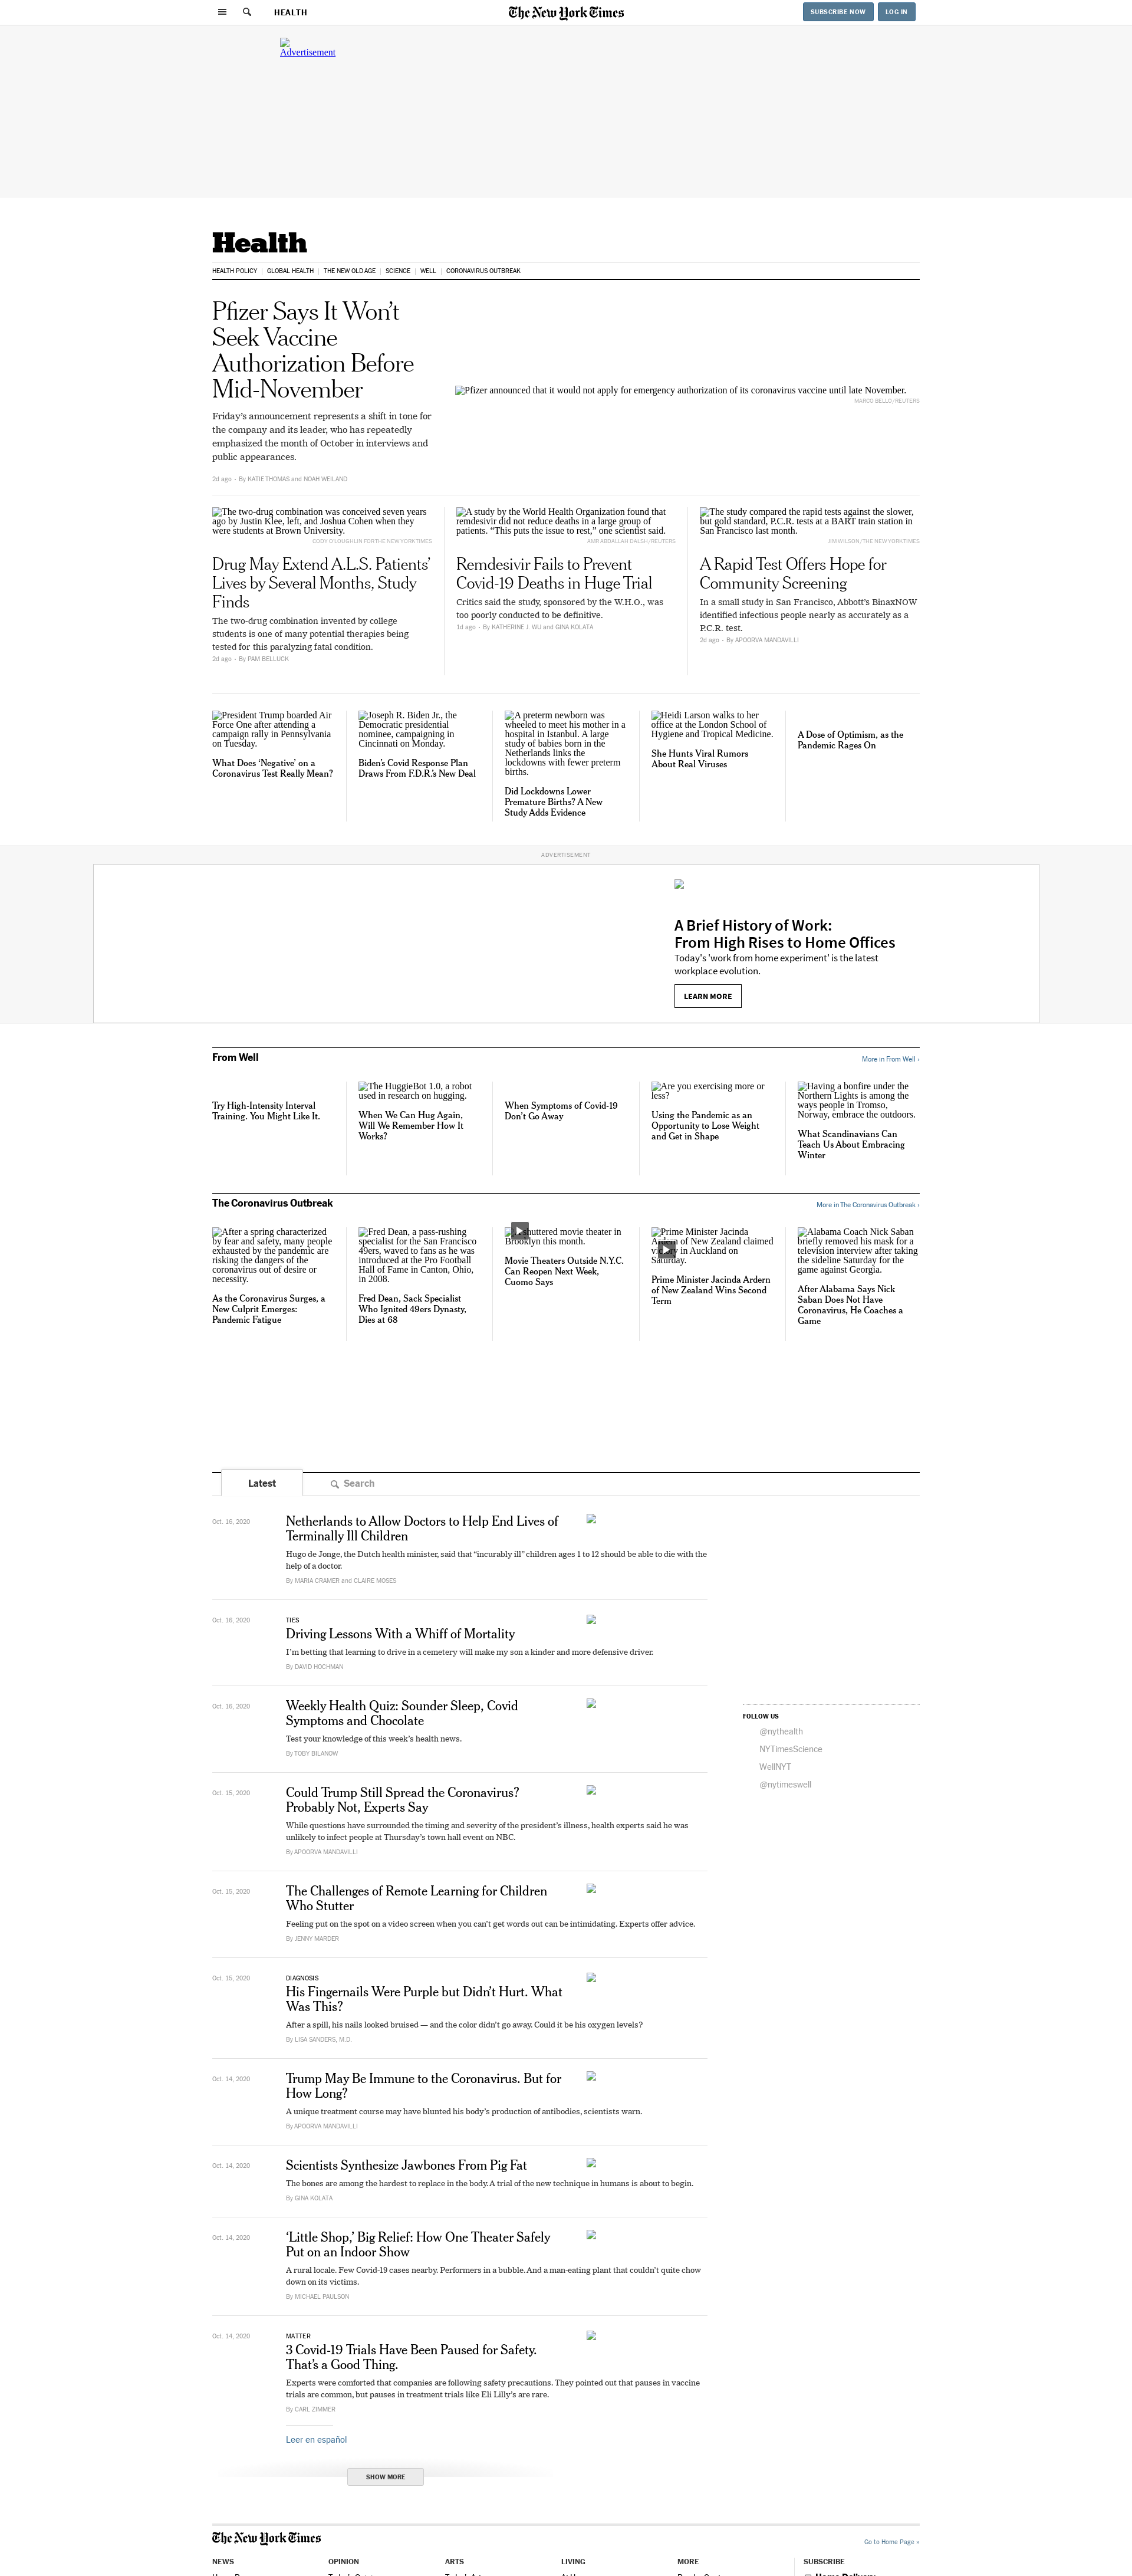 HEALTH
The New York Times
SUBSCRIBE NOW
LOG IN
Advertisement
Health
HEALTH POLICY
GLOBAL HEALTH
THE NEW OLD AGE
SCIENCE
WELL
CORONAVIRUS OUTBREAK
Pfizer Says It Won't
Seek Vaccine
Authorization Before
Mid-November
Friday's announcement represents a shift in tone for
the company and its leader, who has repeatedly
emphasized the month of October in interviews and
public appearances.
2d ago • By KATIE THOMAS and NOAH WEILAND
Pfizer announced that it would not apply for emergency authorization of its coronavirus vaccine until late November.
MARCO BELLO/REUTERS
The two-drug combination was conceived seven years
ago by Justin Klee, left, and Joshua Cohen when they
were students at Brown University.
CODY O'LOUGHLIN FOR THE NEW YORK TIMES
Drug May Extend A.L.S. Patients'
Lives by Several Months, Study
Finds
The two-drug combination invented by college
students is one of many potential therapies being
tested for this paralyzing fatal condition.
2d ago • By PAM BELLUCK
A study by the World Health Organization found that
remdesivir did not reduce deaths in a large group of
patients. "This puts the issue to rest," one scientist said.
AMR ABDALLAH DALSH/REUTERS
Remdesivir Fails to Prevent
Covid-19 Deaths in Huge Trial
Critics said the study, sponsored by the W.H.O., was
too poorly conducted to be definitive.
1d ago • By KATHERINE J. WU and GINA KOLATA
The study compared the rapid tests against the slower,
but gold standard, P.C.R. tests at a BART train station in
San Francisco last month.
JIM WILSON/THE NEW YORK TIMES
A Rapid Test Offers Hope for
Community Screening
In a small study in San Francisco, Abbott's BinaxNOW
identified infectious people nearly as accurately as a
P.C.R. test.
2d ago • By APOORVA MANDAVILLI
President Trump boarded Air
Force One after attending a
campaign rally in Pennsylvania
on Tuesday.
What Does 'Negative' on a
Coronavirus Test Really Mean?
Joseph R. Biden Jr., the
Democratic presidential
nominee, campaigning in
Cincinnati on Monday.
Biden's Covid Response Plan
Draws From F.D.R.'s New Deal
A preterm newborn was
wheeled to meet his mother in a
hospital in Istanbul. A large
study of babies born in the
Netherlands links the
lockdowns with fewer preterm
births.
Did Lockdowns Lower
Premature Births? A New
Study Adds Evidence
Heidi Larson walks to her
office at the London School of
Hygiene and Tropical Medicine.
She Hunts Viral Rumors
About Real Viruses
A Dose of Optimism, as the
Pandemic Rages On
ADVERTISEMENT
A Brief History of Work:
From High Rises to Home Offices
Today's 'work from home experiment' is the latest
workplace evolution.
LEARN MORE
From Well
More in From Well ›
Try High-Intensity Interval
Training. You Might Like It.
The HuggieBot 1.0, a robot
used in research on hugging.
When We Can Hug Again,
Will We Remember How It
Works?
When Symptoms of Covid-19
Don't Go Away
Are you exercising more or
less?
Using the Pandemic as an
Opportunity to Lose Weight
and Get in Shape
Having a bonfire under the
Northern Lights is among the
ways people in Tromso,
Norway, embrace the outdoors.
What Scandinavians Can
Teach Us About Embracing
Winter
The Coronavirus Outbreak
More in The Coronavirus Outbreak ›
After a spring characterized
by fear and safety, many people
exhausted by the pandemic are
risking the dangers of the
coronavirus out of desire or
necessity.
As the Coronavirus Surges, a
New Culprit Emerges:
Pandemic Fatigue
Fred Dean, a pass-rushing
specialist for the San Francisco
49ers, waved to fans as he was
introduced at the Pro Football
Hall of Fame in Canton, Ohio,
in 2008.
Fred Dean, Sack Specialist
Who Ignited 49ers Dynasty,
Dies at 68
shuttered movie theater in
Brooklyn this month.
Movie Theaters Outside N.Y.C.
Can Reopen Next Week,
Cuomo Says
Prime Minister Jacinda
of New Zealand claimed
in Auckland on
Saturday.
Prime Minister Jacinda Ardern
of New Zealand Wins Second
Term
Alabama Coach Nick Saban
briefly removed his mask for a
television interview after taking
the sideline Saturday for the
game against Georgia.
After Alabama Says Nick
Saban Does Not Have
Coronavirus, He Coaches a
Game
Latest
Search
Oct. 16, 2020
Netherlands to Allow Doctors to Help End Lives of
Terminally Ill Children
Hugo de Jonge, the Dutch health minister, said that "incurably ill" children ages 1 to 12 should be able to die with the
help of a doctor.
By MARIA CRAMER and CLAIRE MOSES
Oct. 16, 2020
TIES
Driving Lessons With a Whiff of Mortality
I'm betting that learning to drive in a cemetery will make my son a kinder and more defensive driver.
By DAVID HOCHMAN
Oct. 16, 2020
Weekly Health Quiz: Sounder Sleep, Covid
Symptoms and Chocolate
Test your knowledge of this week's health news.
By TOBY BILANOW
Oct. 15, 2020
Could Trump Still Spread the Coronavirus?
Probably Not, Experts Say
While questions have surrounded the timing and severity of the president's illness, health experts said he was
unlikely to infect people at Thursday's town hall event on NBC.
By APOORVA MANDAVILLI
Oct. 15, 2020
The Challenges of Remote Learning for Children
Who Stutter
Feeling put on the spot on a video screen when you can't get words out can be intimidating. Experts offer advice.
By JENNY MARDER
Oct. 15, 2020
DIAGNOSIS
His Fingernails Were Purple but Didn't Hurt. What
Was This?
After a spill, his nails looked bruised — and the color didn't go away. Could it be his oxygen levels?
By LISA SANDERS, M.D.
Oct. 14, 2020
Trump May Be Immune to the Coronavirus. But for
How Long?
A unique treatment course may have blunted his body's production of antibodies, scientists warn.
By APOORVA MANDAVILLI
Oct. 14, 2020
Scientists Synthesize Jawbones From Pig Fat
The bones are among the hardest to replace in the body. A trial of the new technique in humans is about to begin.
By GINA KOLATA
Oct. 14, 2020
'Little Shop,' Big Relief: How One Theater Safely
Put on an Indoor Show
A rural locale. Few Covid-19 cases nearby. Performers in a bubble. And a man-eating plant that couldn't quite chow
down on its victims.
By MICHAEL PAULSON
Oct. 14, 2020
MATTER
3 Covid-19 Trials Have Been Paused for Safety.
That's a Good Thing.
Experts were comforted that companies are following safety precautions. They pointed out that pauses in vaccine
trials are common, but pauses in treatment trials like Eli Lilly's are rare.
By CARL ZIMMER
Leer en español
SHOW MORE
FOLLOW US
@nythealth
NYTimesScience
WellNYT
@nytimeswell
The New York Times
Go to Home Page »
NEWS
OPINION
ARTS
LIVING
MORE
SUBSCRIBE